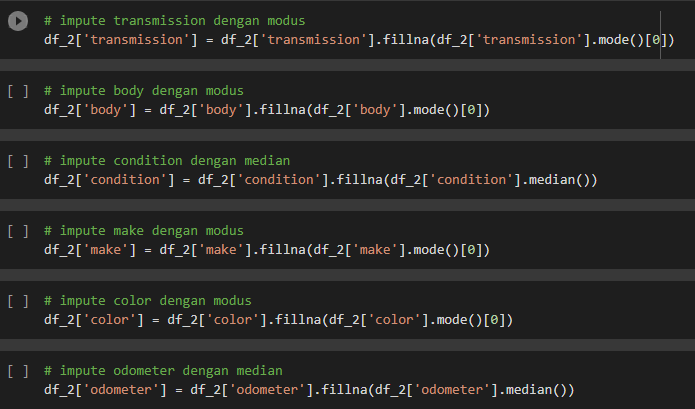 # impute transmission dengan modus
df_2['transmission'] = df_2['transmission'].fillna(df_2['transmission'].mode()[0])
[ ] # impute body dengan modus
df_2['body'] = df_2['body'].fillna(df_2['body'].mode()[0])
[ ] # impute condition dengan median
df_2['condition'] = df_2['condition'].fillna(df_2['condition'].median())
[ ] # impute make dengan modus
df_2['make'] = df_2['make'].fillna(df_2['make'].mode()[0])
[ ] # impute color dengan modus
df_2['color'] = df_2['color'].fillna(df_2['color'].mode()[0])
[ ] # impute odometer dengan median
df_2['odometer'] = df_2['odometer'].fillna(df_2['odometer'].median())